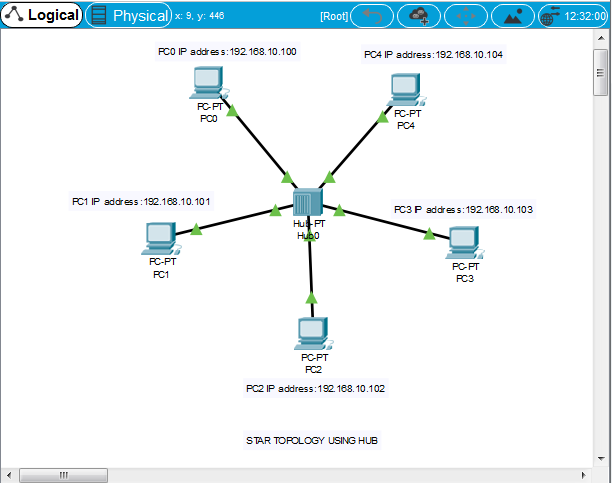 Logical Physical x: 9, y: 446 [Root] 12:32:00
PC0 IP address:192.168.10.100
PC4 IP address:192.168.10.104
PC-PT
PC0
PC-PT
PC4
PC1 IP address:192.168.10.101
PC3 IP address:192.168.10.103
Hub-PT
Hub0
PC-PT
PC1
PC-PT
PC3
PC-PT
PC2
PC2 IP address:192.168.10.102
STAR TOPOLOGY USING HUB